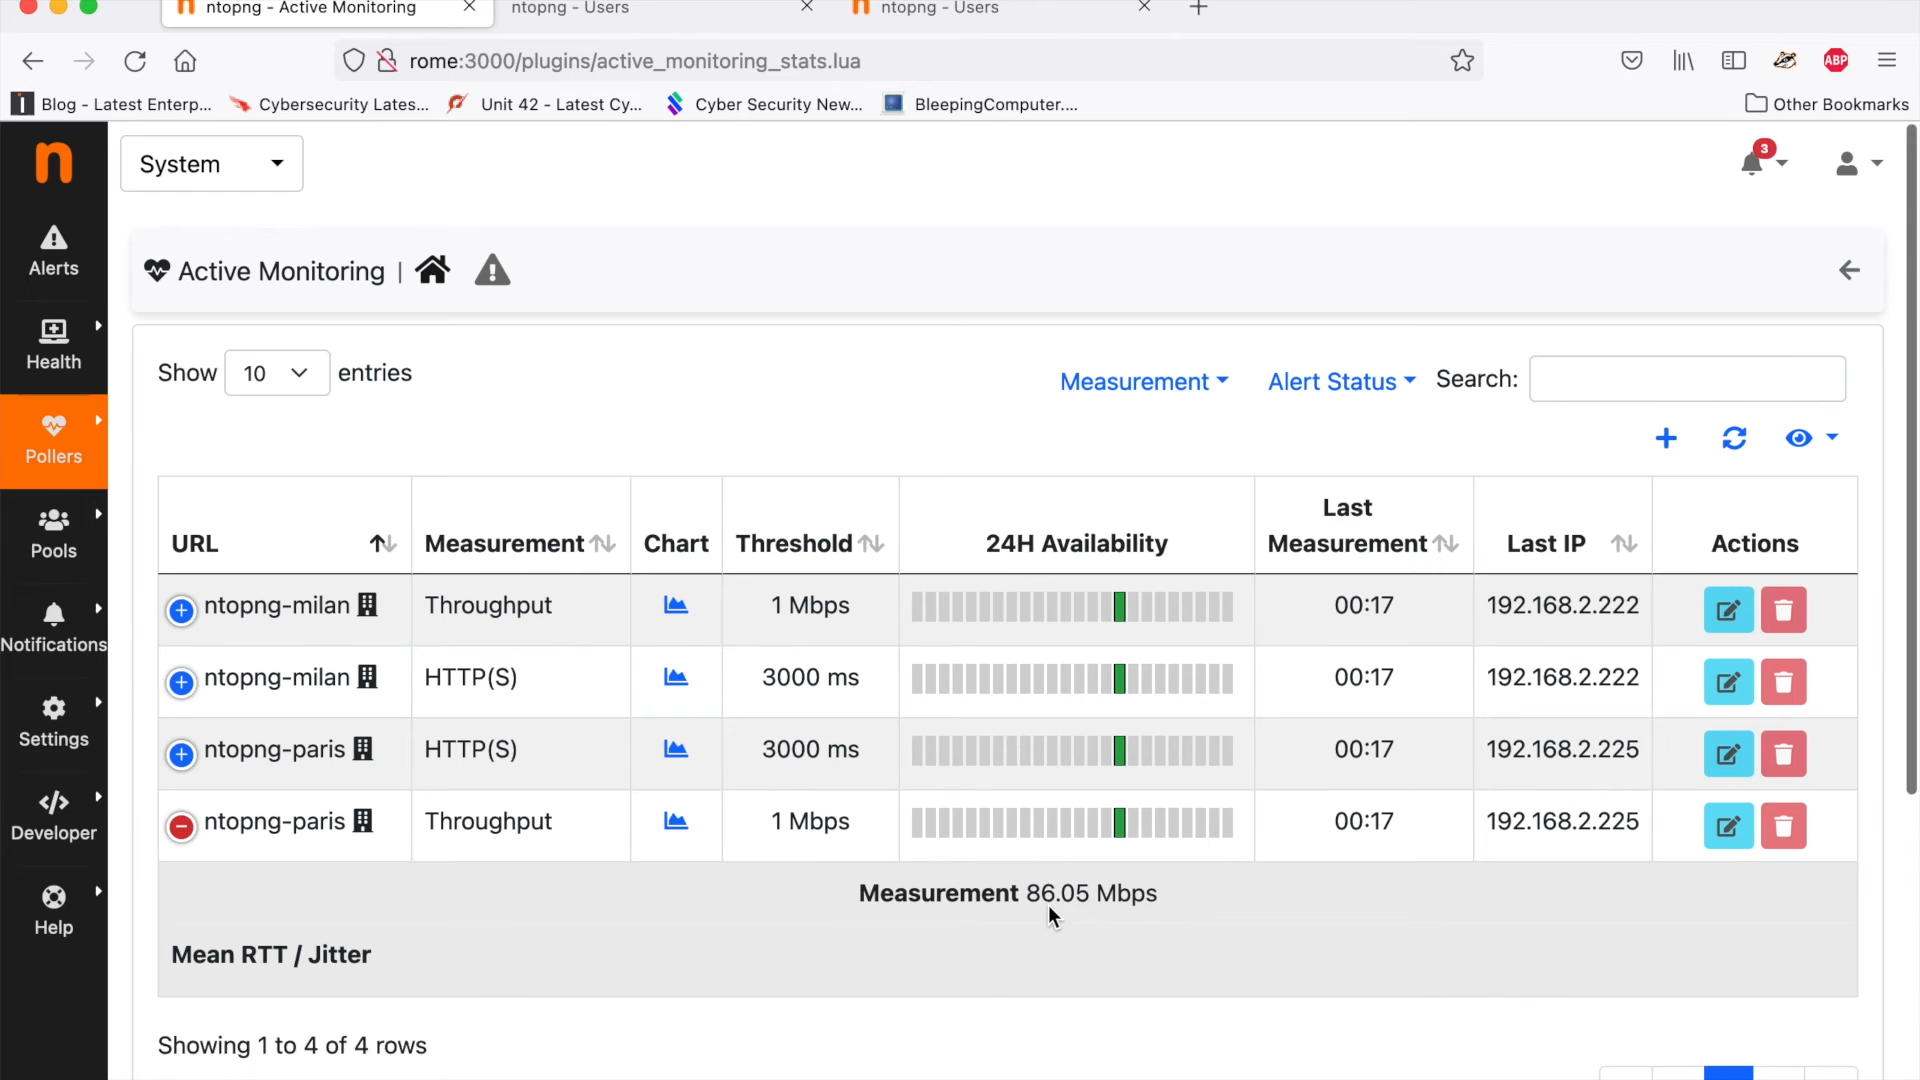 ntopng - Active Monitoring
ntopng - Users
ntopng - Users
rome:3000/plugins/active_monitoring_stats.lua
ABP
Blog - Latest Enterp...
Cybersecurity Lates...
Unit 42 - Latest Cy...
Cyber Security New...
BleepingComputer....
Other Bookmarks
n
System
3
Alerts
Health
Pollers
Pools
Notifications
Settings
Developer
Help
Active Monitoring |
Show 10 entries
Measurement
Alert Status
Search:
URL Measurement Chart Threshold 24H Availability Last Measurement Last IP Actions
ntopng-milan Throughput 1 Mbps 00:17 192.168.2.222
ntopng-milan HTTP(S) 3000 ms 00:17 192.168.2.222
ntopng-paris HTTP(S) 3000 ms 00:17 192.168.2.225
ntopng-paris Throughput 1 Mbps 00:17 192.168.2.225
Measurement 86.05 Mbps
Mean RTT / Jitter
Showing 1 to 4 of 4 rows